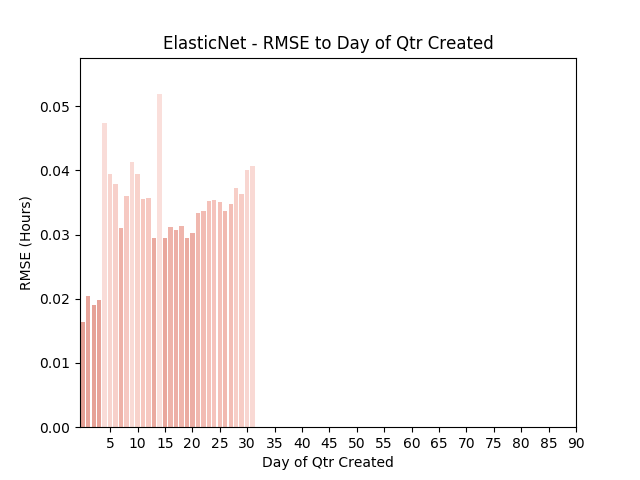 ElasticNet - RMSE to Day of Qtr Created
RMSE (Hours)
0.05
0.04
0.03
0.02
0.01
0.00
5 10 15 20 25 30 35 40 45 50 55 60 65 70 75 80 85 90
Day of Qtr Created